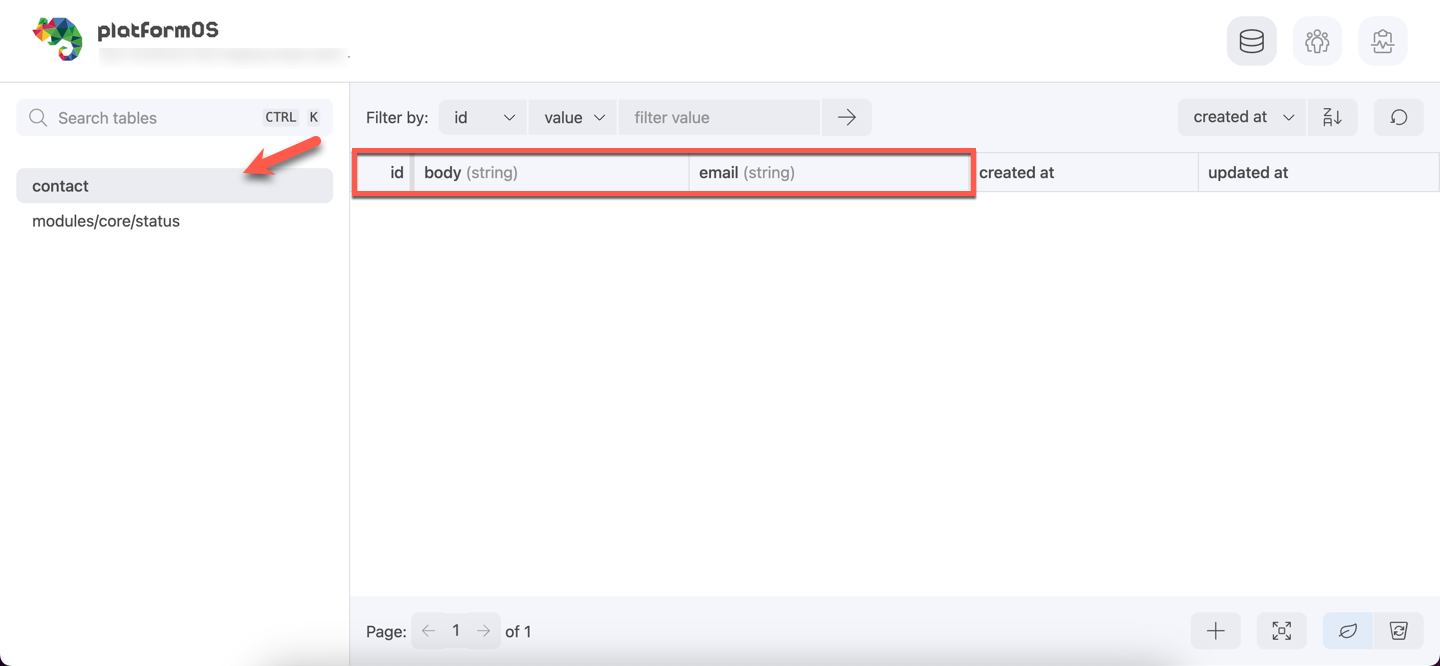 platformOS
Search tables CTRL K
contact
modules/core/status
Filter by: id value filter value created at
id body (string) email (string) created at updated at
Page: 1 of 1